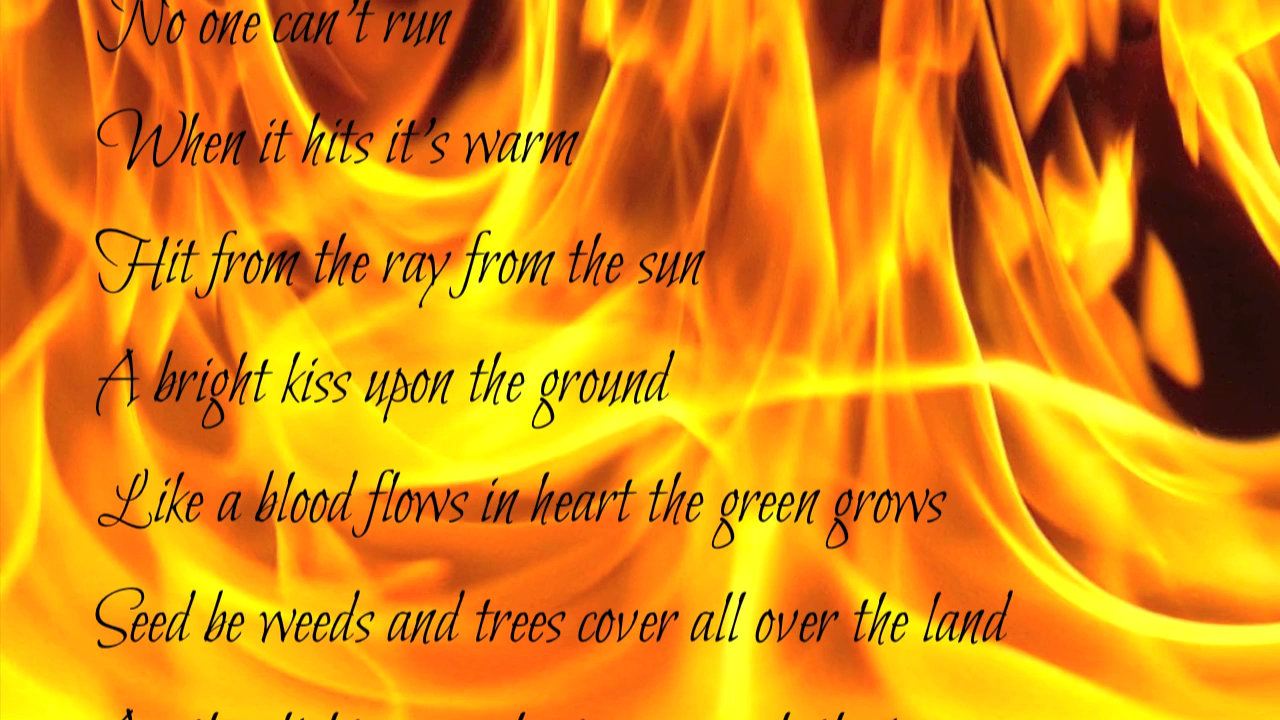 No one can't run
When it hits it's warm
Hit from the ray from the sun
A bright kiss upon the ground
Like a blood flows in heart the green grows
Seed be weeds and trees cover all over the land